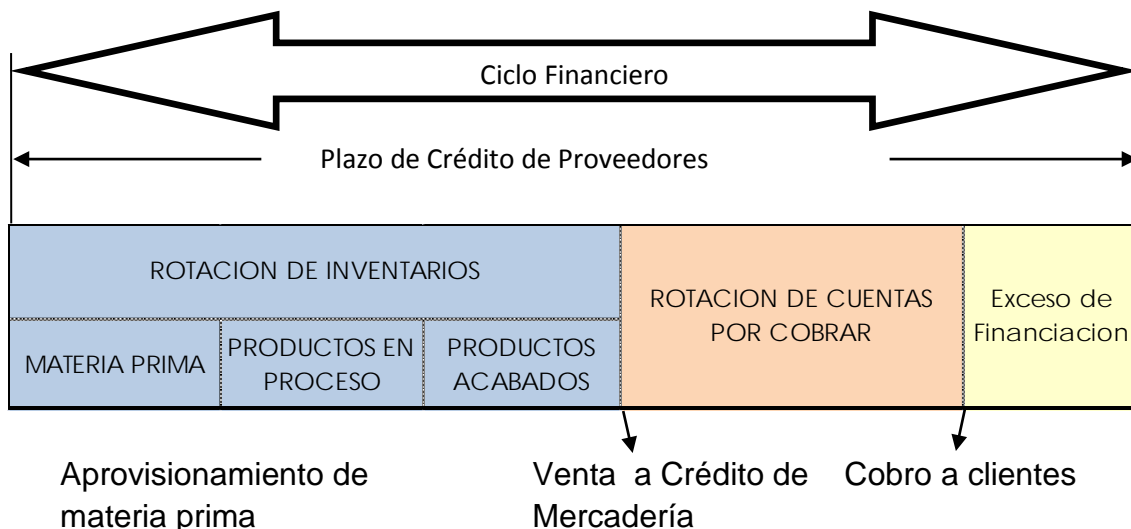 Ciclo Financiero
Plazo de Crédito de Proveedores
ROTACION DE INVENTARIOS
MATERIA PRIMA
PRODUCTOS EN
PROCESO
PRODUCTOS
ACABADOS
ROTACION DE CUENTAS
POR COBRAR
Exceso de
Financiacion
Aprovisionamiento de
materia prima
Venta a Crédito de
Mercadería
Cobro a clientes